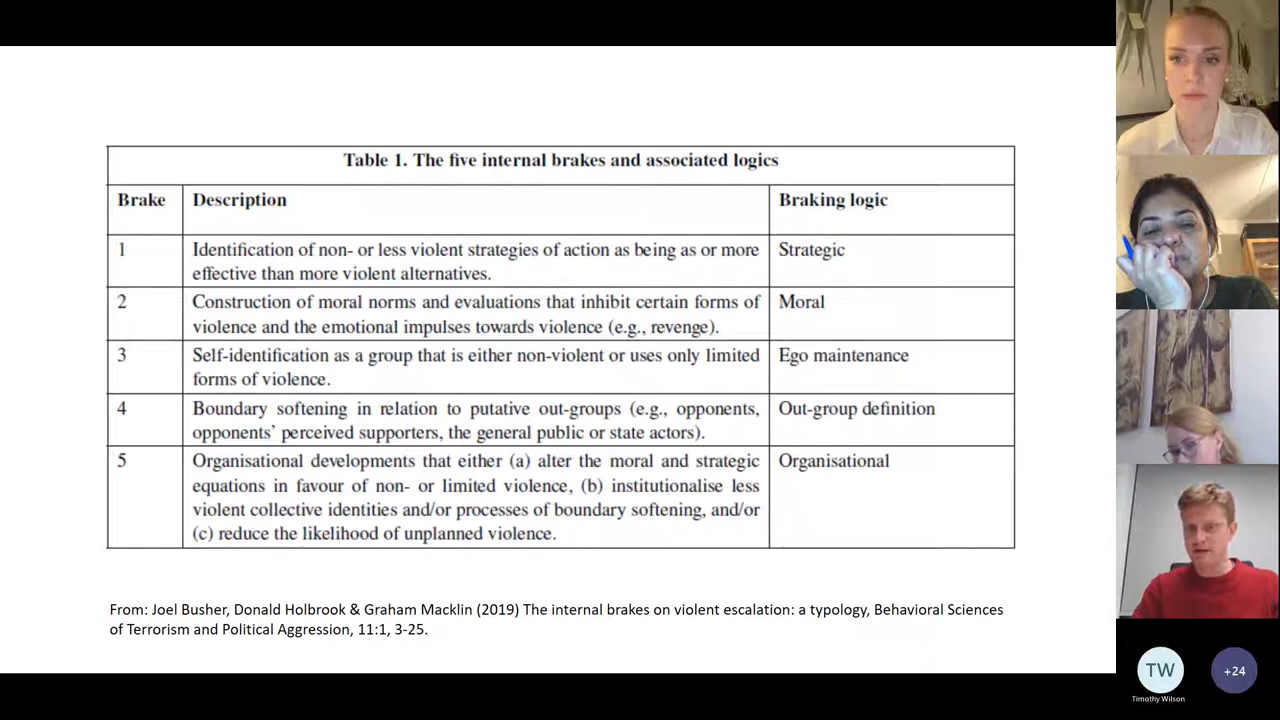 Table 1. The five internal brakes and associated logics
Brake Description Braking logic
1 Identification of non- or less violent strategies of action as being as or more Strategic
effective than more violent alternatives.
2 Construction of moral norms and evaluations that inhibit certain forms of Moral
violence and the emotional impulses towards violence (e.g., revenge).
3 Self-identification as a group that is either non-violent or uses only limited Ego maintenance
forms of violence.
4 Boundary softening in relation to putative out-groups (e.g., opponents, Out-group definition
opponents' perceived supporters, the general public or state actors).
5 Organisational developments that either (a) alter the moral and strategic Organisational
equations in favour of non- or limited violence, (b) institutionalise less
violent collective identities and/or processes of boundary softening, and/or
(c) reduce the likelihood of unplanned violence.
From: Joel Busher, Donald Holbrook & Graham Macklin (2019) The internal brakes on violent escalation: a typology, Behavioral Sciences
of Terrorism and Political Aggression, 11:1, 3-25.
TW
Timothy Wilson
+24